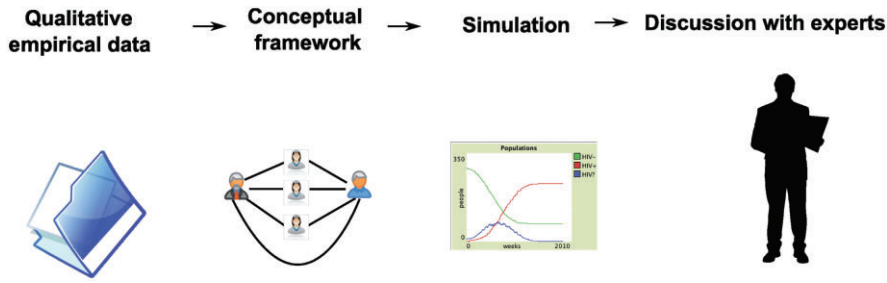 Qualitative
empirical data
Conceptual
framework
Simulation
Discussion with experts
Populations
350
people
0
0
weeks
2010
HIV-
HIV+
HIV?